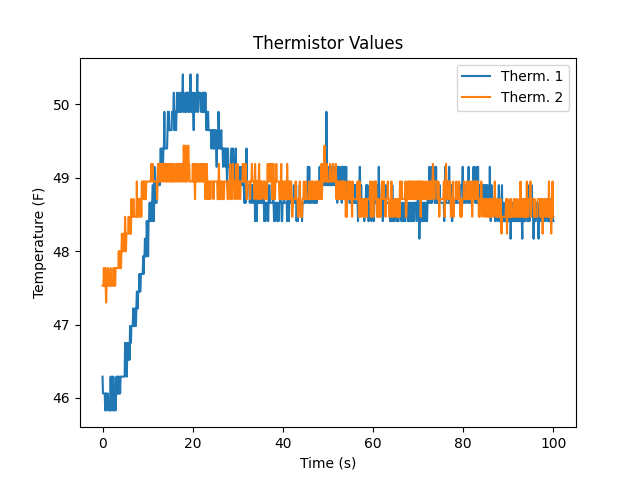 Thermistor Values
Therm. 1
Therm. 2
Temperature (F)
50
49
48
47
46
0 20 40 60 80 100
Time (s)